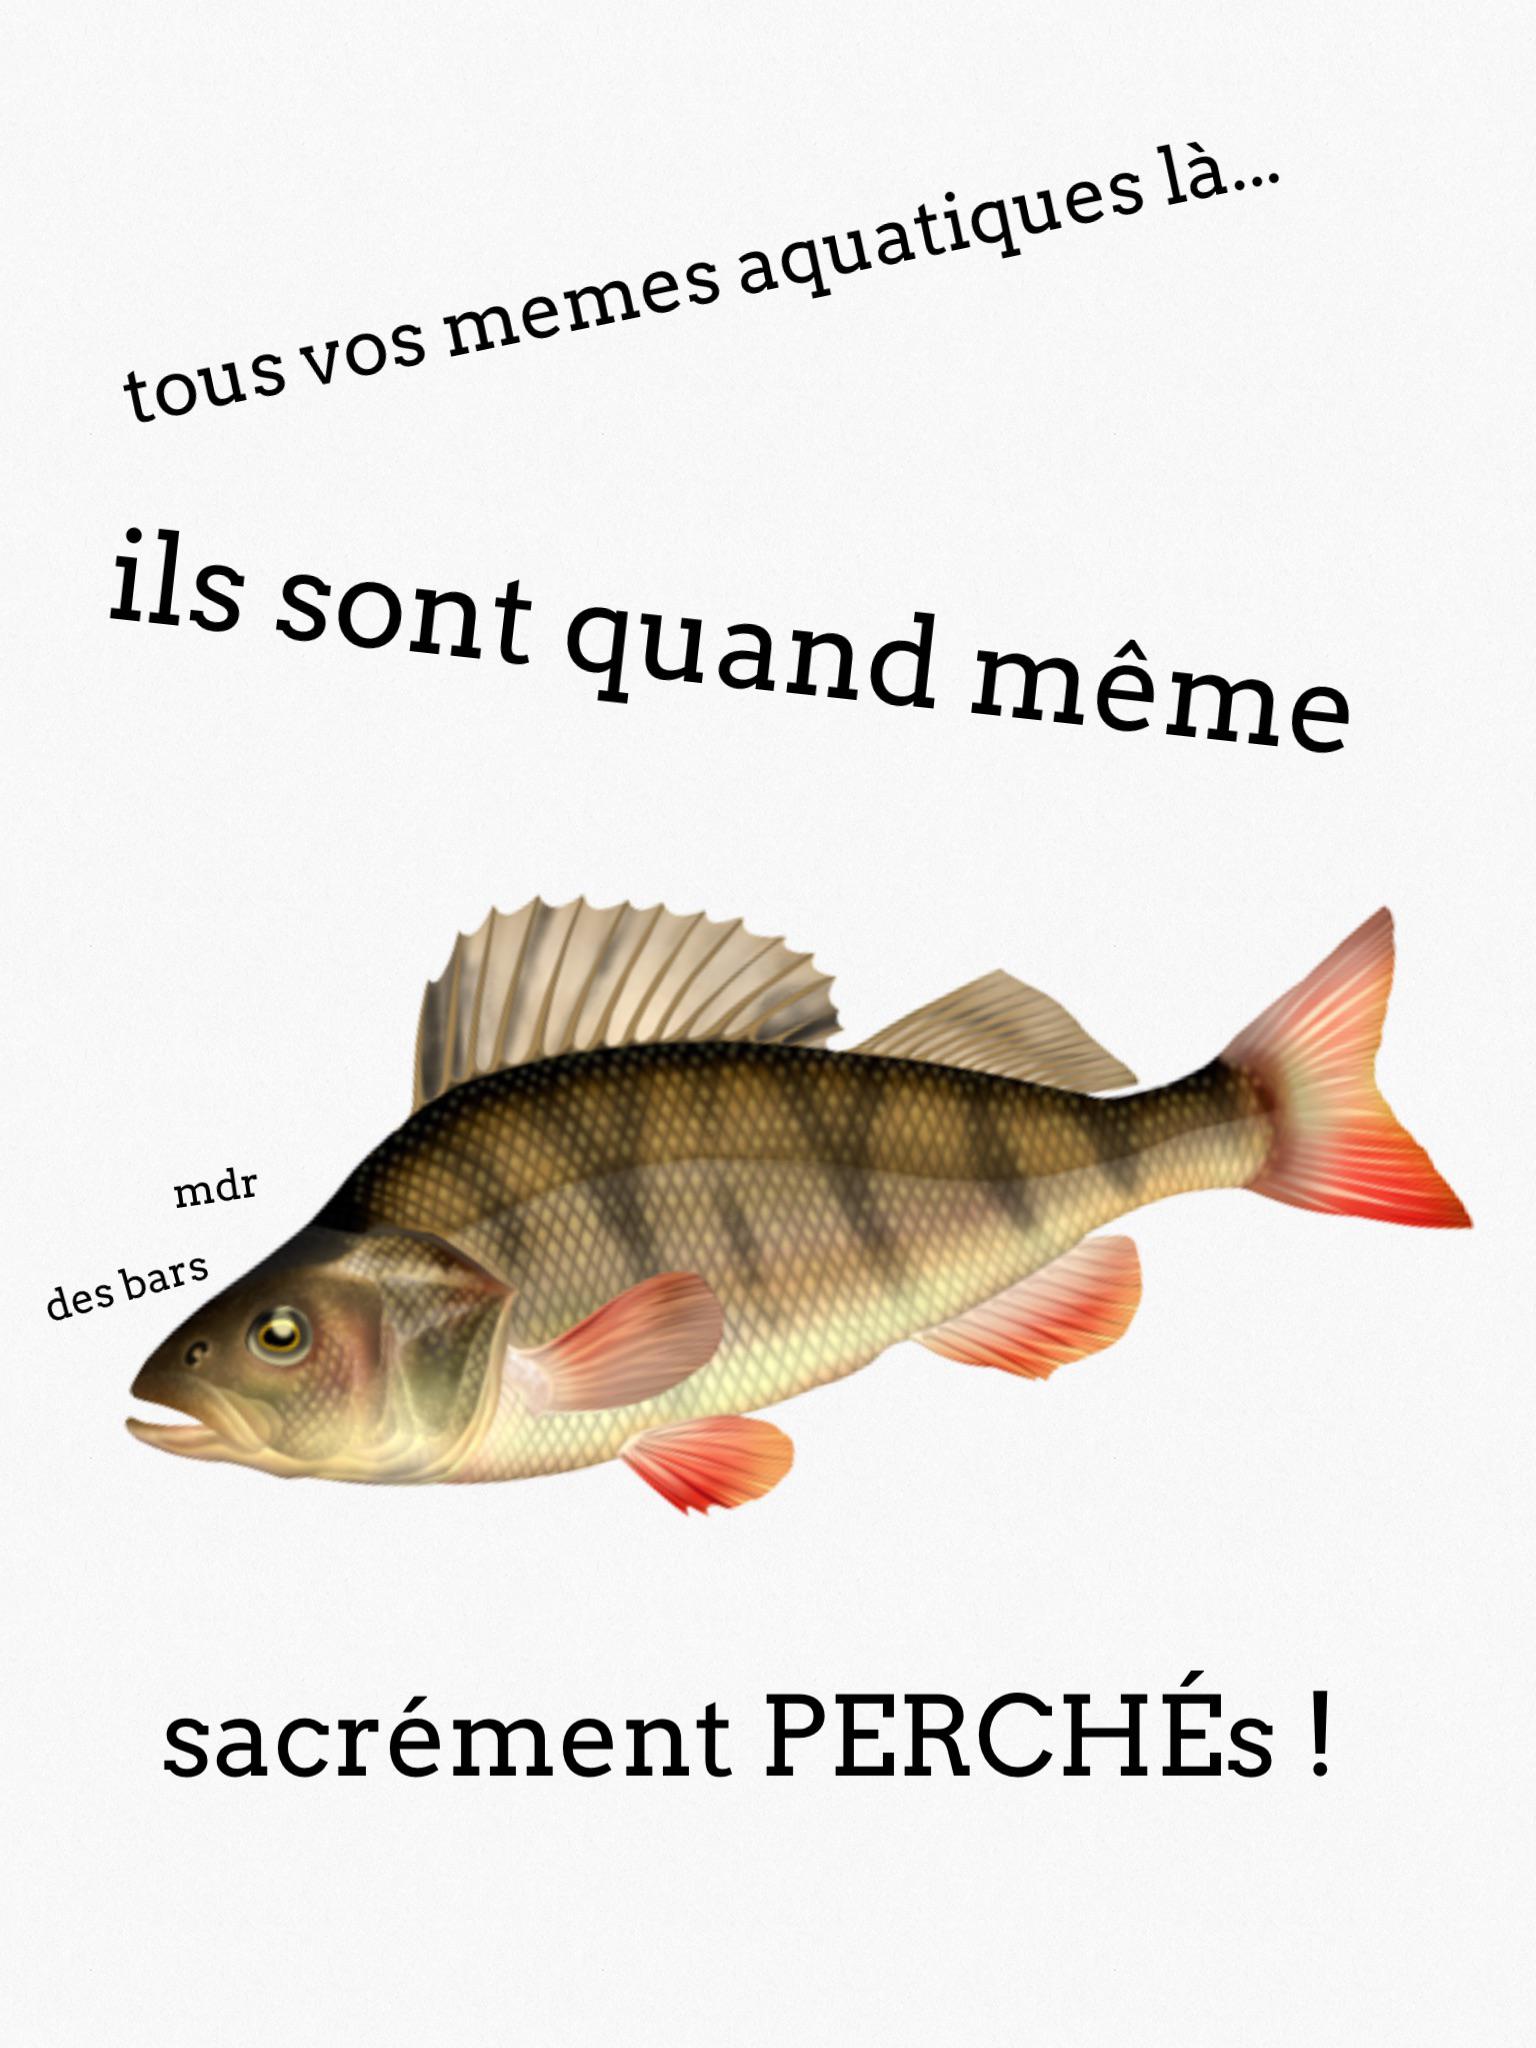 tous vos memes aquatiques là...
ils sont quand même
mdr
des bars
sacrément PERCHÉs !